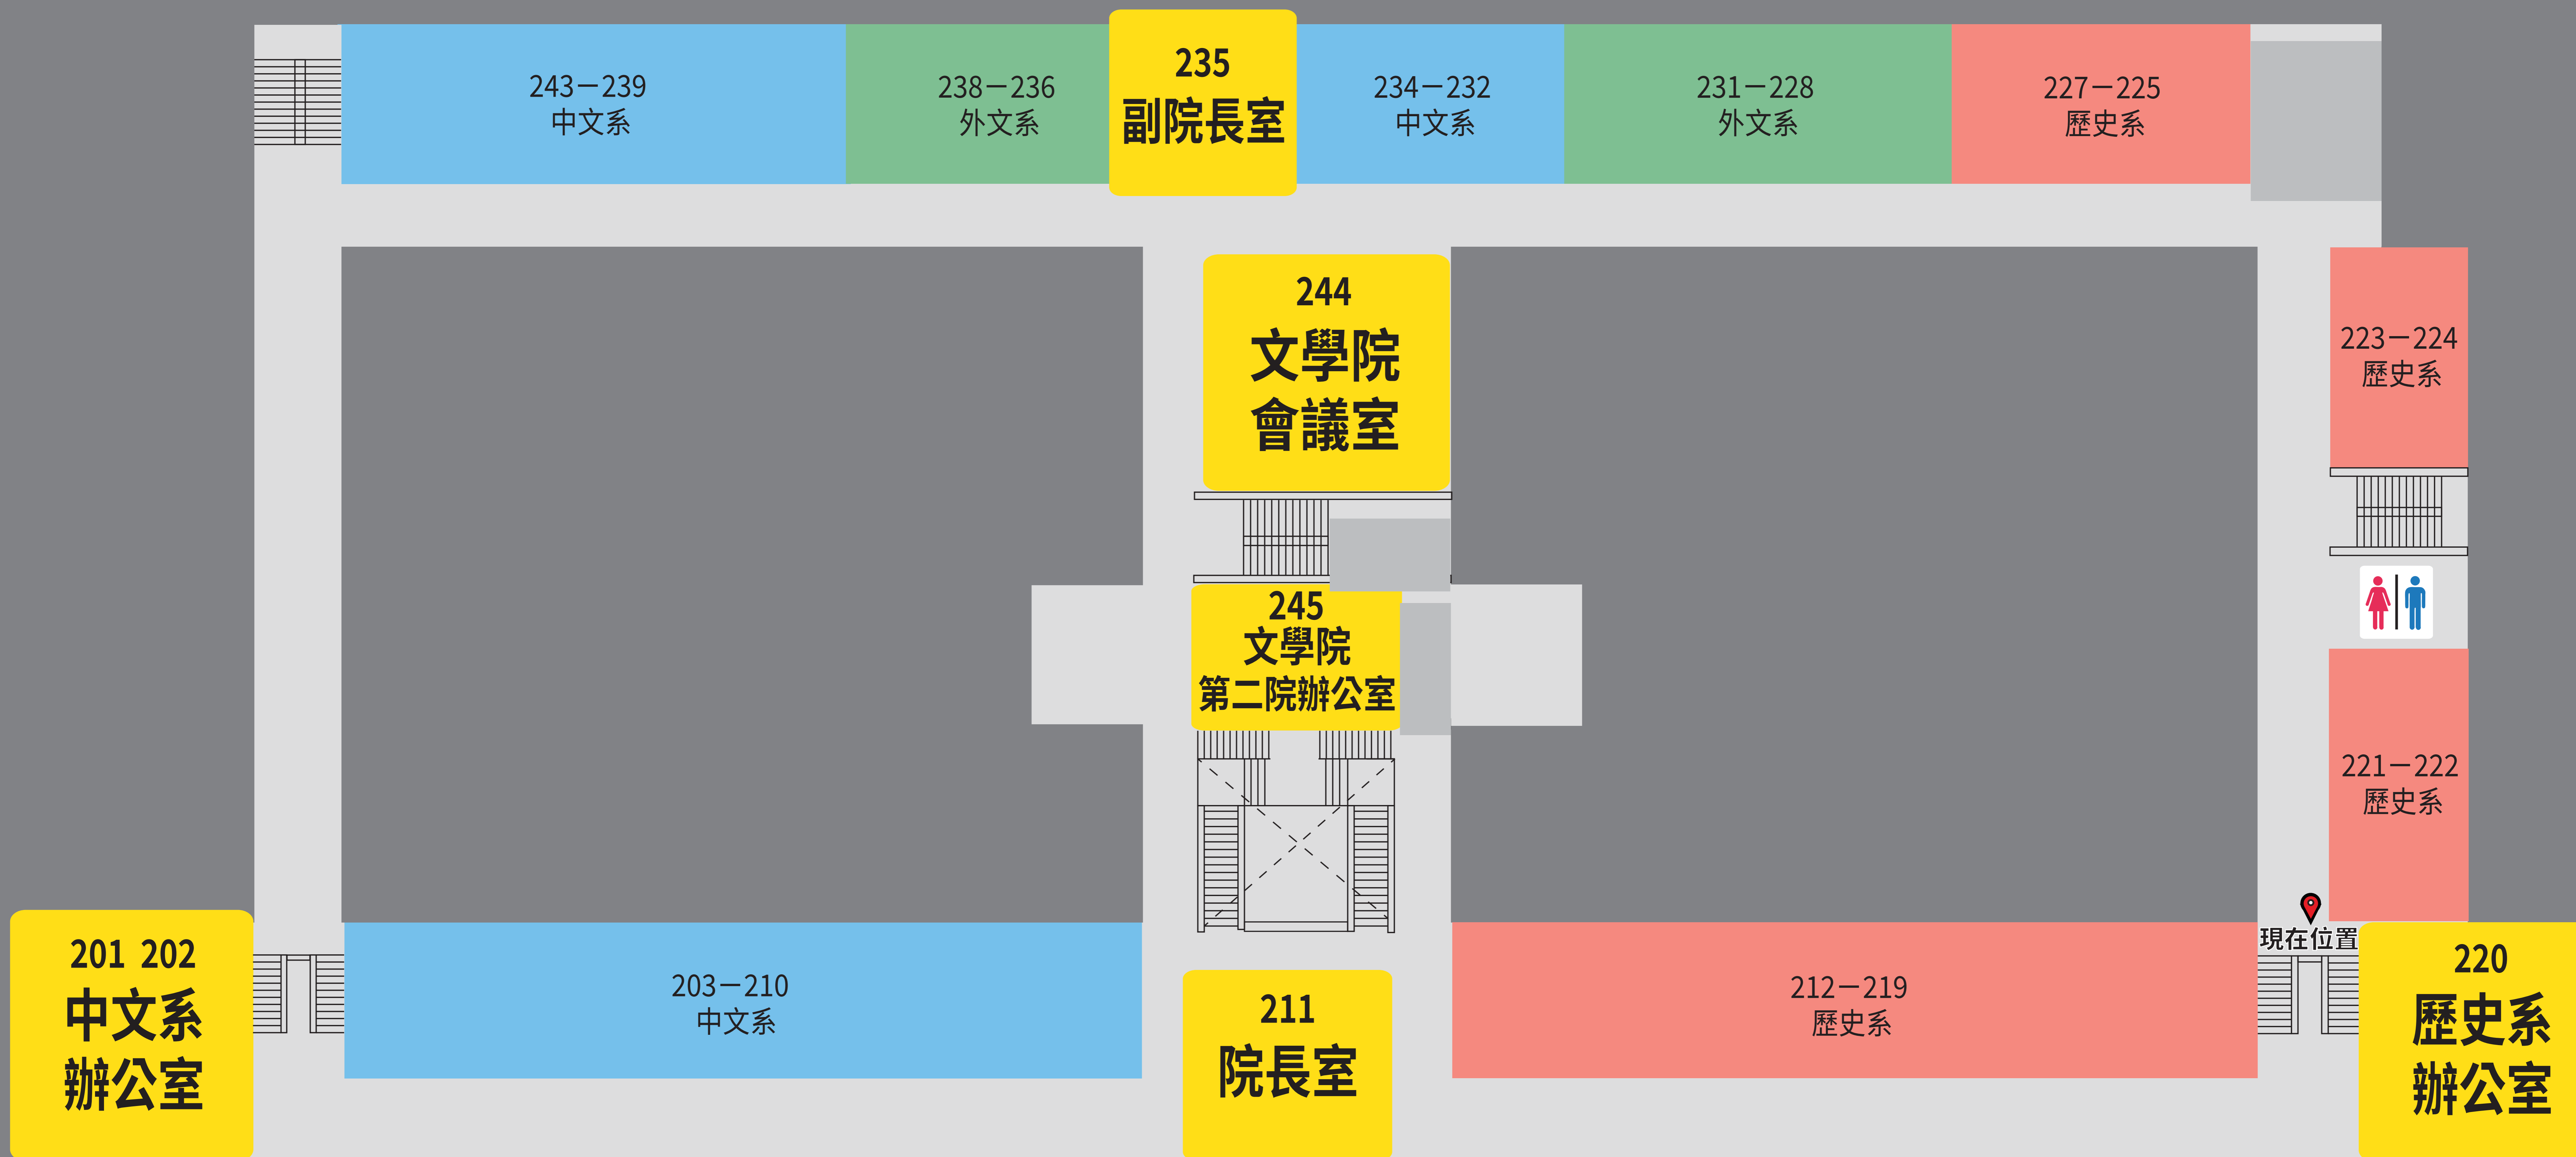 243－239
中文系
238－236
外文系
235
副院長室
234－232
中文系
231－228
外文系
227－225
歷史系
244
文學院
會議室
223－224
歷史系
245
文學院
第二院辦公室
221－222
歷史系
現在位置
201 202
中文系
辦公室
203－210
中文系
211
院長室
212－219
歷史系
220
歷史系
辦公室